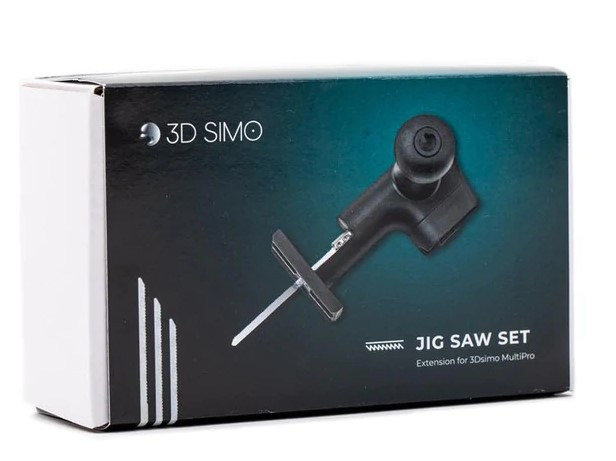 3D SIMO
JIG SAW SET
Extension for 3Dsimo MultiPro